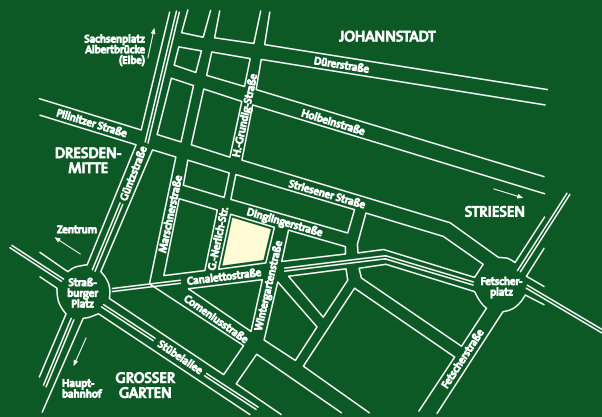 Sachsenplatz
Albertbrücke
(Elbe)
JOHANNSTADT
Dürerstraße
Pillnitzer Straße
H.-Grundig-Straße
Holbeinstraße
DRESDEN-
MITTE
Güntzstraße
Marschnerstraße
Striesener Straße
STRIESEN
G.-Nerlich-Str.
Dinglingerstraße
Zentrum
Wintergartenstraße
Canalettostraße
Straß-
burger
Platz
Fetscher-
platz
Comeniusstraße
Stübelallee
Fetscherstraße
Haupt-
bahnhof
GROSSER
GARTEN